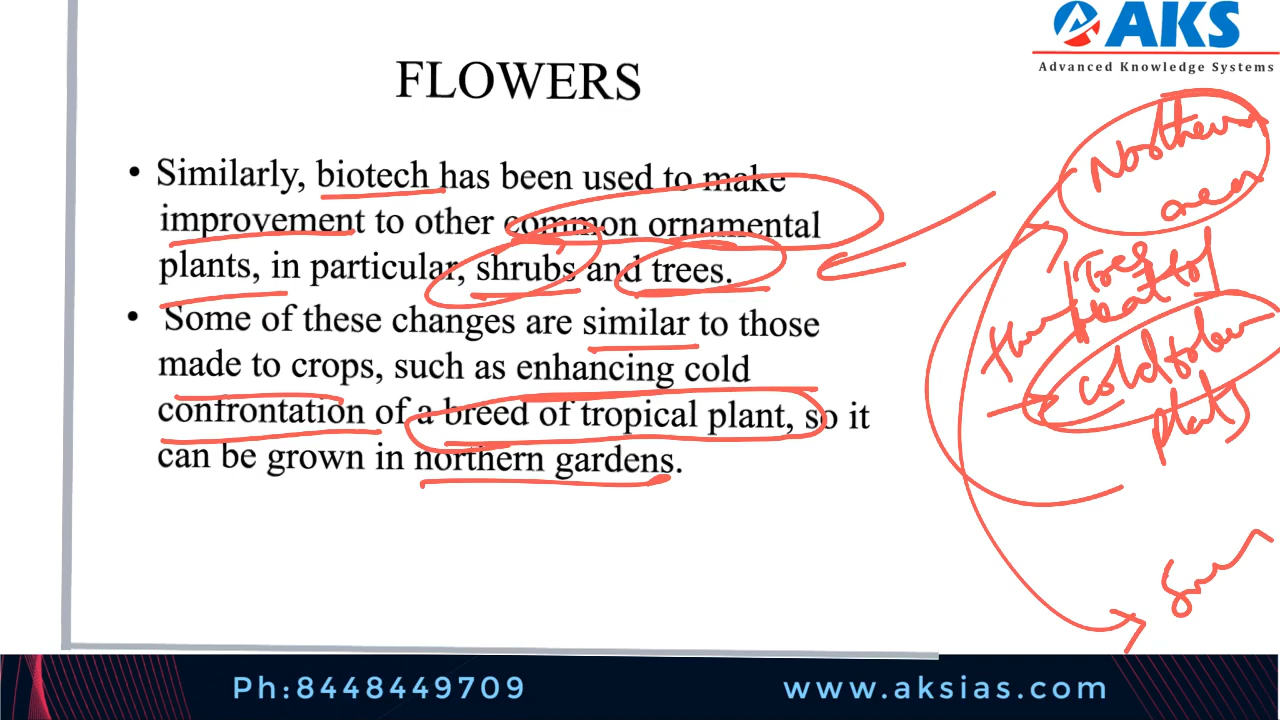 AKS
Advanced Knowledge Systems
FLOWERS
• Similarly, biotech has been used to make
improvement to other common ornamental
plants, in particular, shrubs and trees.
• Some of these changes are similar to those
made to crops, such as enhancing cold
confrontation of a breed of tropical plant, so it
can be grown in northern gardens.
Northern
area
cold
plants
Ph:8448449709
www.aksias.com